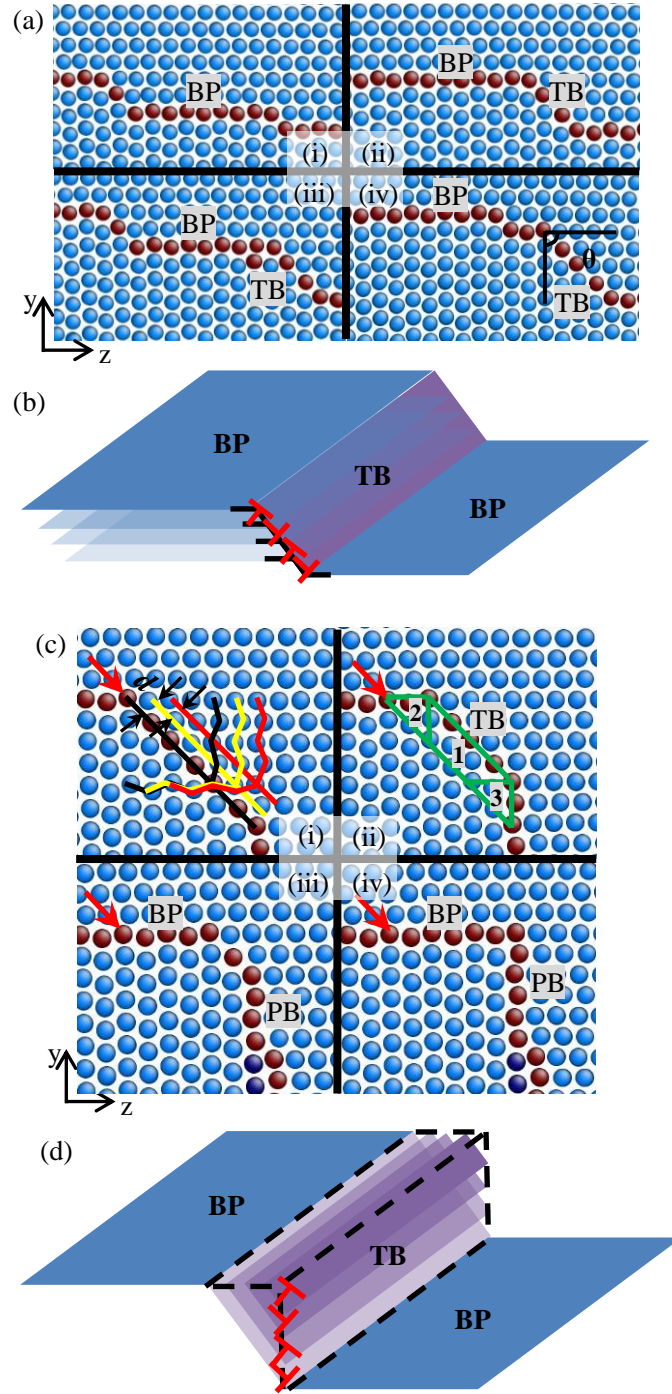 (a)
BP
(i)
BP
TB
(ii)
BP
TB
(iii)
BP
θ
TB
(iv)
y
z
(b)
BP
TB
BP
(c)
d
(i)
TB
2
1
3
(ii)
BP
PB
(iii)
BP
PB
(iv)
y
z
(d)
BP
TB
BP